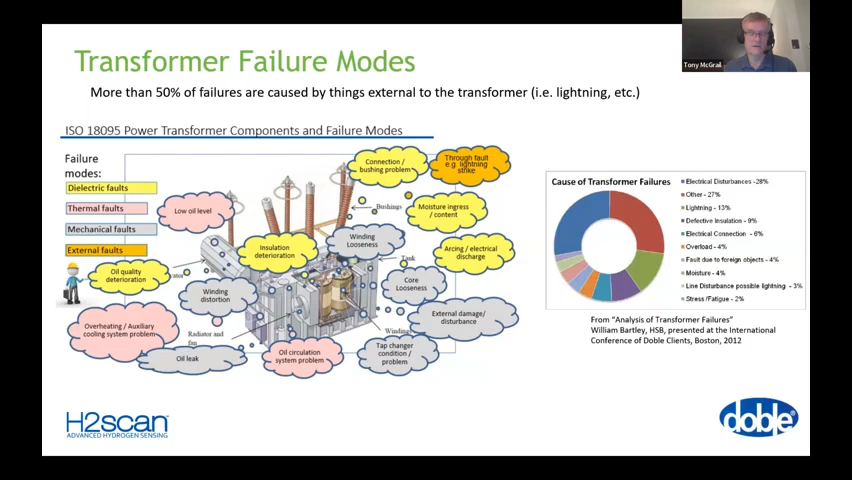 Tony McGrail
Transformer Failure Modes
More than 50% of failures are caused by things external to the transformer (i.e. lightning, etc.)
ISO 18095 Power Transformer Components and Failure Modes
Failure
modes:
Dielectric faults
Thermal faults
Mechanical faults
External faults
Connection /
bushing problem
Through fault
e.g. lightning
strike
Low oil level
Bushings
Moisture ingress
/ content
Insulation
deterioration
Winding
Looseness
Tank
Arcing / electrical
discharge
Oil quality
deterioration
Winding
distortion
Core
Looseness
Overheating / Auxiliary
cooling system problem
Radiator and
fan
External damage/
disturbance
Windings
Oil leak
Oil circulation
system problem
Tap changer
condition /
problem
Cause of Transformer Failures
Electrical Disturbances -28%
Other - 27%
Lightning - 13%
Defective Insulation - 9%
Electrical Connection - 6%
Overload - 4%
Fault due to foreign objects - 4%
Moisture - 4%
Line Disturbance possible lightning - 3%
Stress/Fatigue - 2%
From "Analysis of Transformer Failures"
William Bartley, HSB, presented at the International
Conference of Doble Clients, Boston, 2012
H2scan
ADVANCED HYDROGEN SENSING
doble